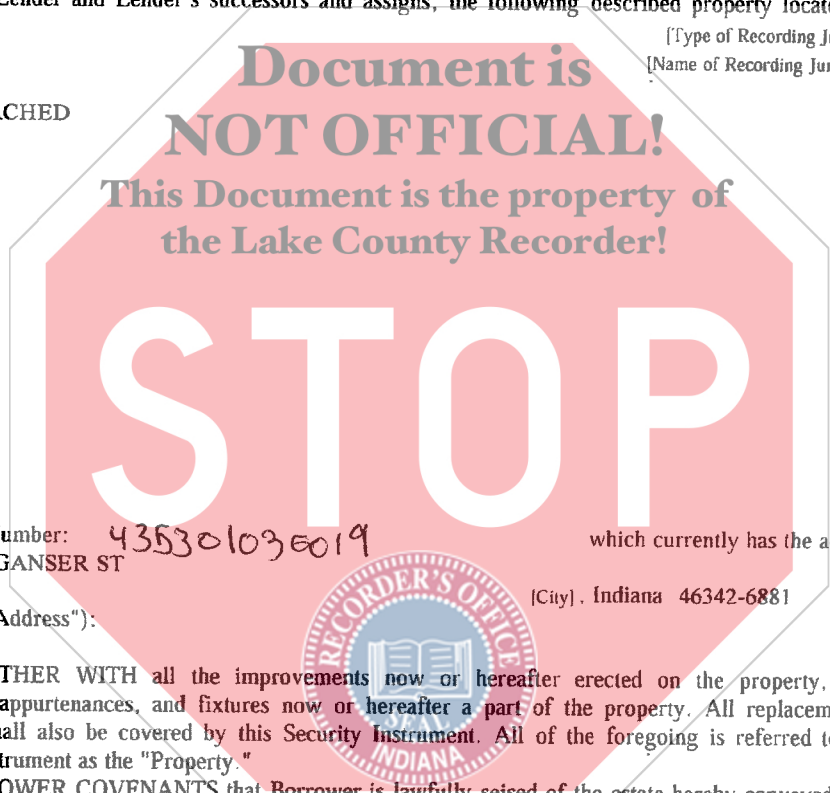 Lender and Lender's successors and assigns, the following described property locat
[Type of Recording J
[Name of Recording Jur
Document is
NOT OFFICIAL!
This Document is the property of
the Lake County Recorder!
ACHED
STOP
umber: 435301036019 which currently has the a
GANSER ST
[City] , Indiana 46342-6881
Address"):
RECORDER'S OFFICE
SEAL
INDIANA
THER WITH all the improvements now or hereafter erected on the property,
appurtenances, and fixtures now or hereafter a part of the property. All replacem
all also be covered by this Security Instrument. All of the foregoing is referred t
trument as the "Property."
OWER COVENANTS that Borrower is lawfully seised of the estate hereby conveyed